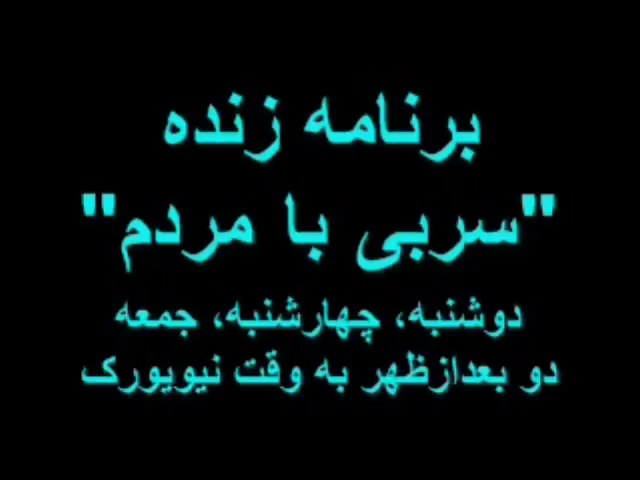 برنامه زنده
"سربی با مردم"
دوشنبه، چهارشنبه، جمعه
دو بعدازظهر به وقت نیویورک